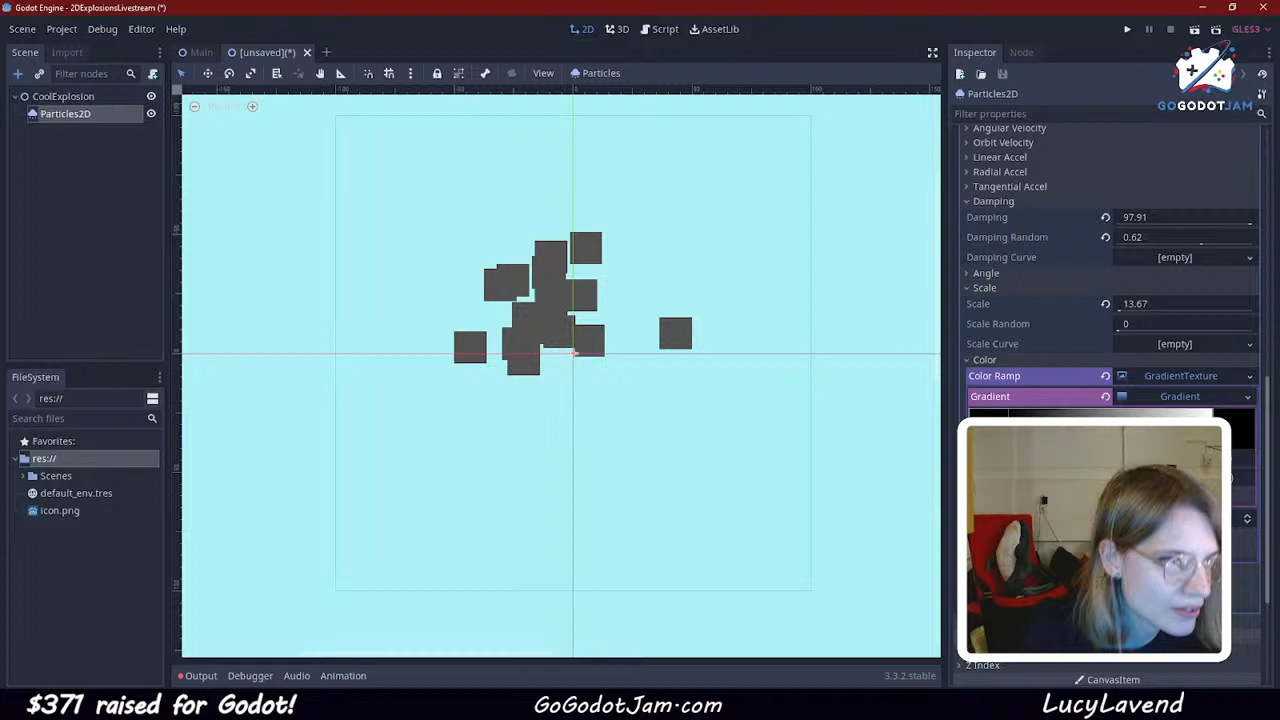 Godot Engine - 2DExplosionsLivestream (*)
Scene Project Debug Editor Help
2D 3D Script AssetLib
GLES3
Scene Import
Main [unsaved](*)
Inspector Node
Filter nodes
View Particles
GOGODOTJAM
CoolExplosion
Particles2D
Particles2D
Filter properties
Angular Velocity
Orbit Velocity
Linear Accel
Radial Accel
Tangential Accel
Damping
Damping 97.91
Damping Random 0.62
Damping Curve [empty]
Angle
Scale
Scale 13.67
Scale Random 0
Scale Curve [empty]
Color
Color Ramp GradientTexture
Gradient Gradient
FileSystem
res://
Search files
Favorites:
res://
Scenes
default_env.tres
icon.png
Z Index
CanvasItem
Output Debugger Audio Animation
3.3.2.stable
$371 raised for Godot!
GoGodotJam.com
LucyLavend